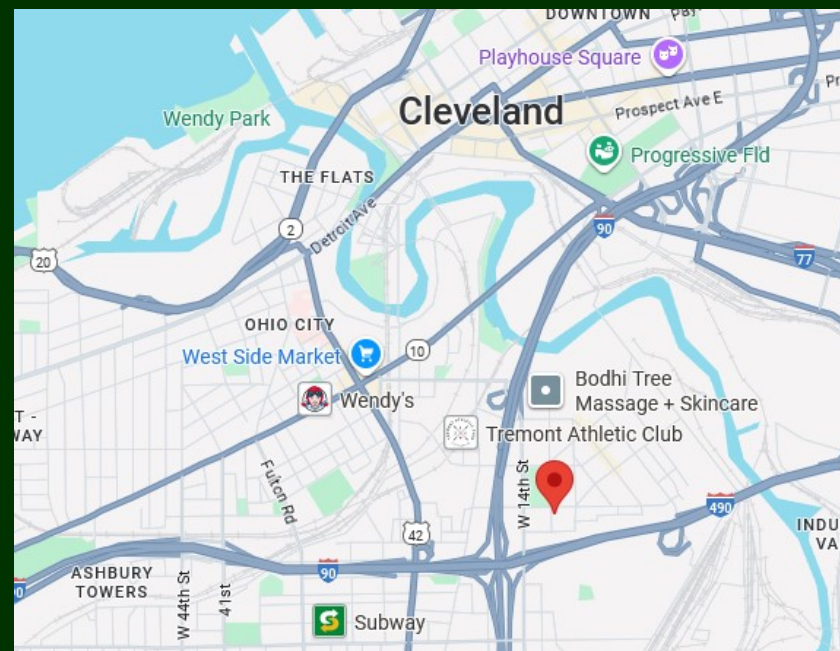 DOWNTOWN
Playhouse Square
Cleveland
Prospect Ave E
Wendy Park
Progressive Fld
THE FLATS
2
Detroit Ave
90
20
77
OHIO CITY
West Side Market
10
Wendy's
Bodhi Tree
Massage + Skincare
Tremont Athletic Club
Fulton Rd
W 14th St
490
42
90
ASHBURY
TOWERS
W 44th St
41st
Subway